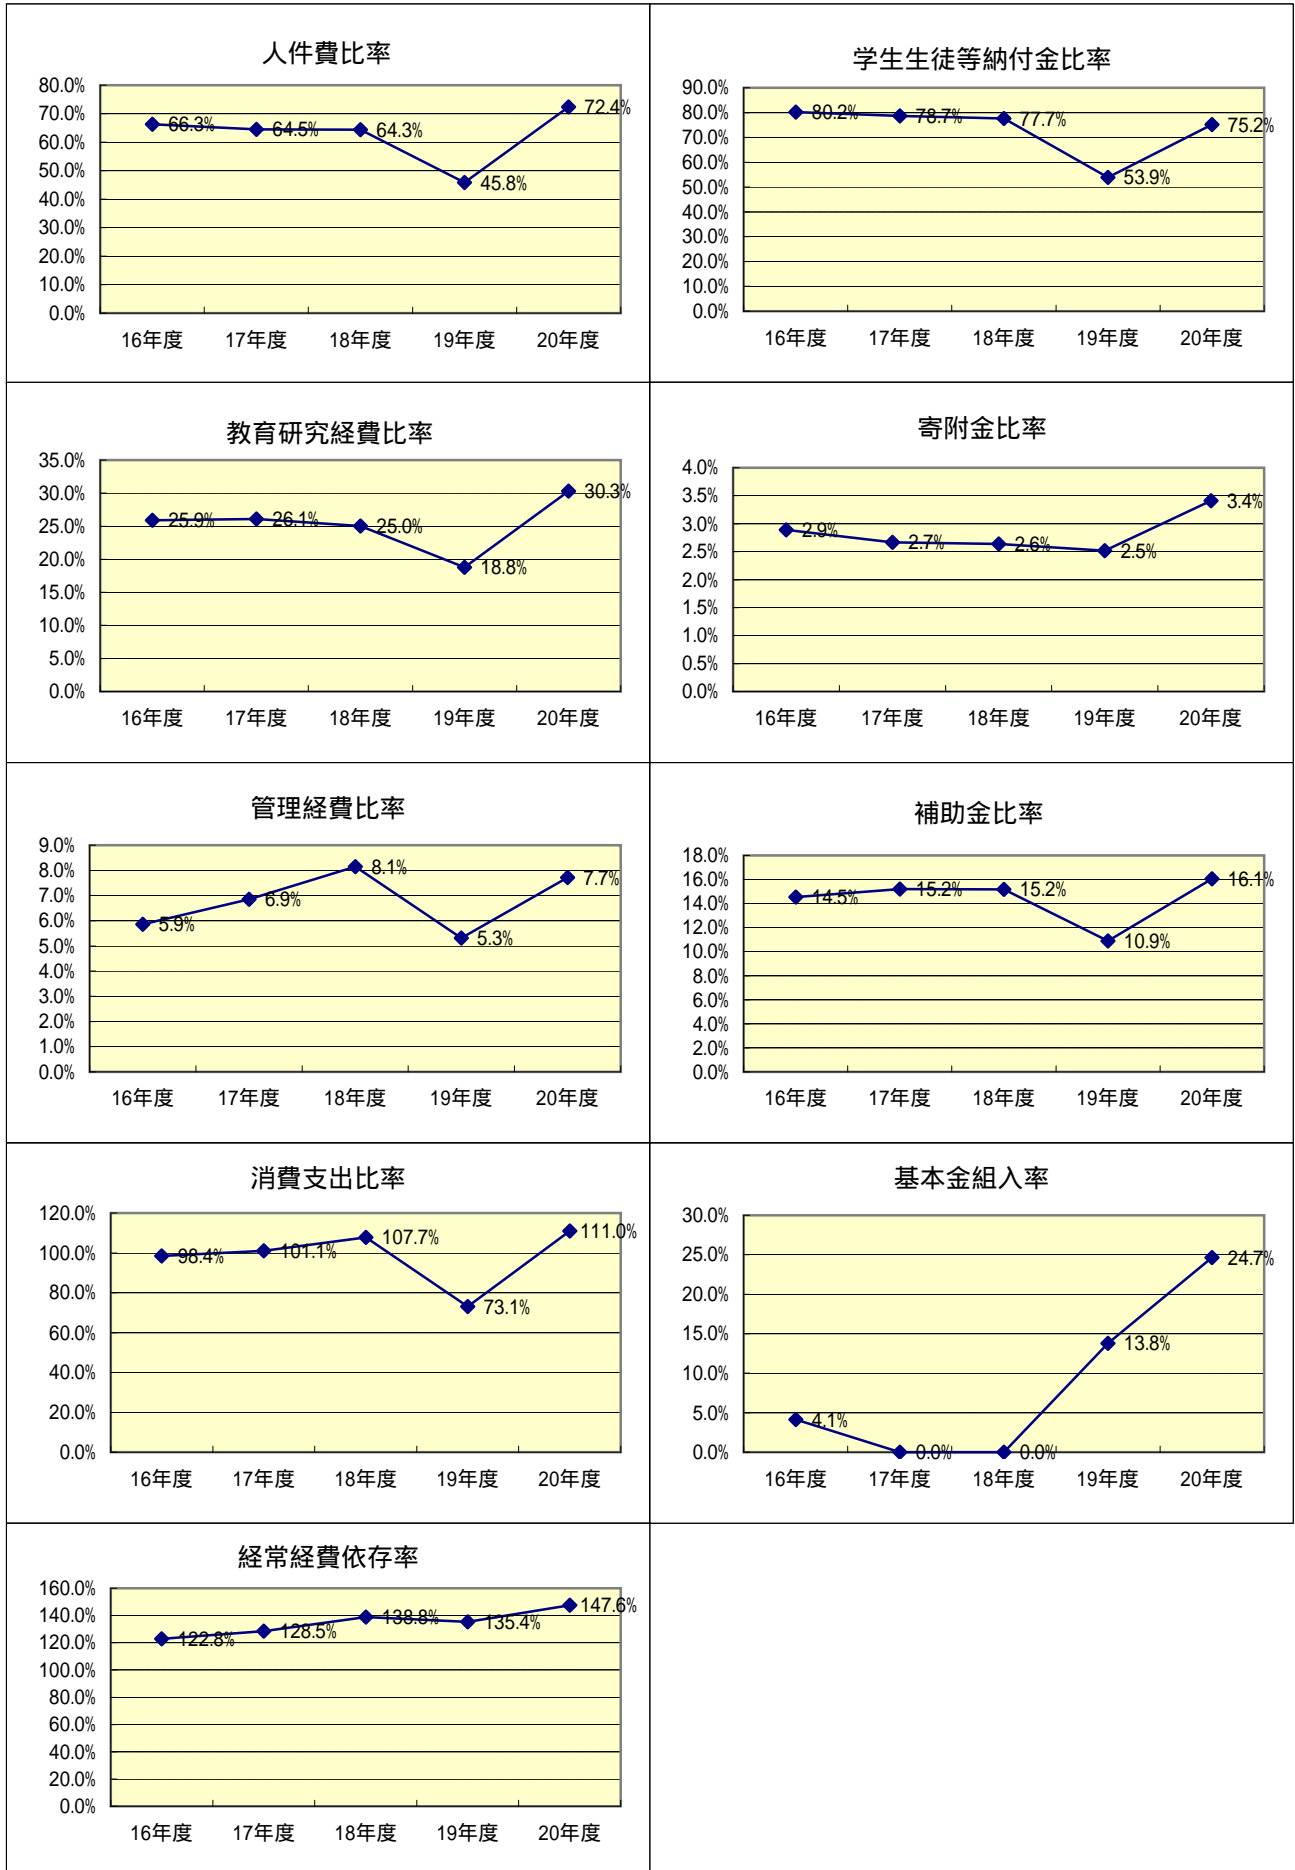 人件費比率
80.0%
70.0%
60.0%
50.0%
40.0%
30.0%
20.0%
10.0%
0.0%
66.3% 64.5% 64.3% 45.8% 72.4%
16年度 17年度 18年度 19年度 20年度
学生生徒等納付金比率
90.0%
80.0%
70.0%
60.0%
50.0%
40.0%
30.0%
20.0%
10.0%
0.0%
80.2% 78.7% 77.7% 53.9% 75.2%
16年度 17年度 18年度 19年度 20年度
教育研究経費比率
35.0%
30.0%
25.0%
20.0%
15.0%
10.0%
5.0%
0.0%
25.9% 26.1% 25.0% 18.8% 30.3%
16年度 17年度 18年度 19年度 20年度
寄附金比率
4.0%
3.5%
3.0%
2.5%
2.0%
1.5%
1.0%
0.5%
0.0%
2.9% 2.7% 2.6% 2.5% 3.4%
16年度 17年度 18年度 19年度 20年度
管理経費比率
9.0%
8.0%
7.0%
6.0%
5.0%
4.0%
3.0%
2.0%
1.0%
0.0%
5.9% 6.9% 8.1% 5.3% 7.7%
16年度 17年度 18年度 19年度 20年度
補助金比率
18.0%
16.0%
14.0%
12.0%
10.0%
8.0%
6.0%
4.0%
2.0%
0.0%
14.5% 15.2% 15.2% 10.9% 16.1%
16年度 17年度 18年度 19年度 20年度
消費支出比率
120.0%
100.0%
80.0%
60.0%
40.0%
20.0%
0.0%
98.4% 101.1% 107.7% 73.1% 111.0%
16年度 17年度 18年度 19年度 20年度
基本金組入率
30.0%
25.0%
20.0%
15.0%
10.0%
5.0%
0.0%
4.1% 0.0% 0.0% 13.8% 24.7%
16年度 17年度 18年度 19年度 20年度
経常経費依存率
160.0%
140.0%
120.0%
100.0%
80.0%
60.0%
40.0%
20.0%
0.0%
122.8% 128.5% 138.8% 135.4% 147.6%
16年度 17年度 18年度 19年度 20年度